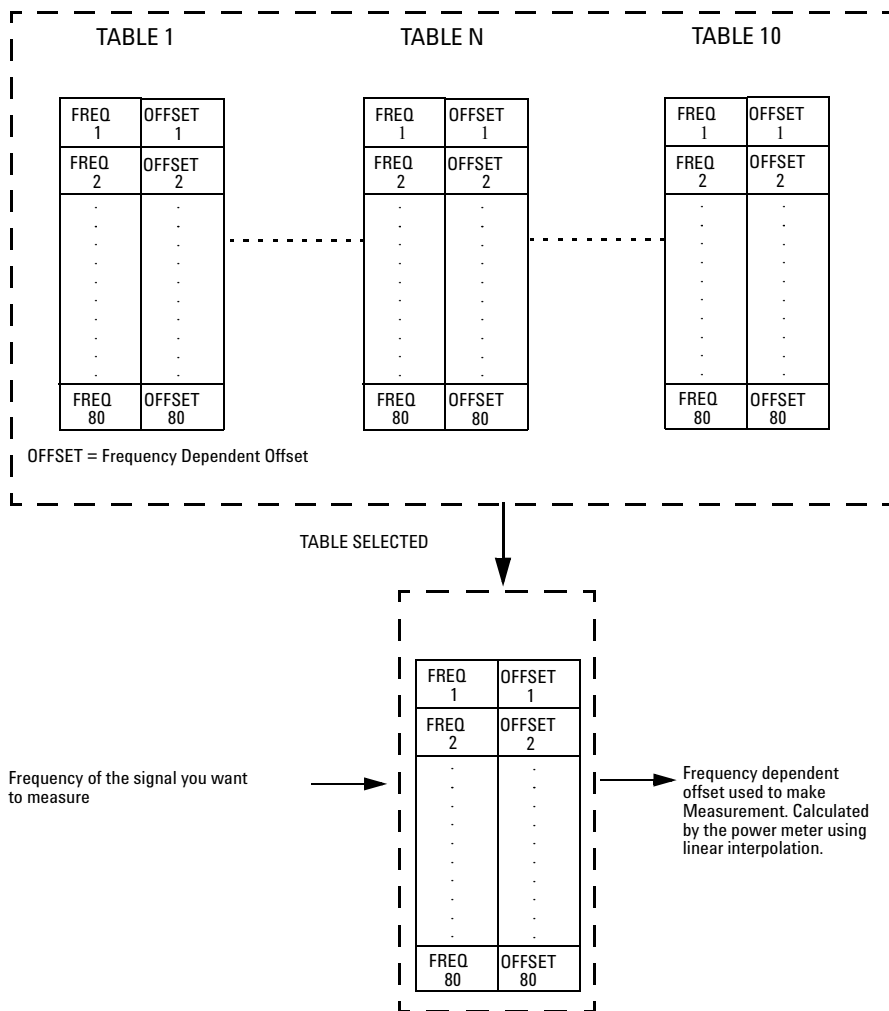 TABLE 1 TABLE N TABLE 10
FREQ OFFSET FREQ OFFSET FREQ OFFSET
1 1 1 1 1 1
FREQ OFFSET FREQ OFFSET FREQ OFFSET
2 2 2 2 2 2
FREQ OFFSET FREQ OFFSET FREQ OFFSET
80 80 80 80 80 80
OFFSET = Frequency Dependent Offset
TABLE SELECTED
FREQ OFFSET
1 1
FREQ OFFSET
2 2
Frequency of the signal you want
to measure
Frequency dependent
offset used to make
Measurement. Calculated
by the power meter using
linear interpolation.
FREQ OFFSET
80 80